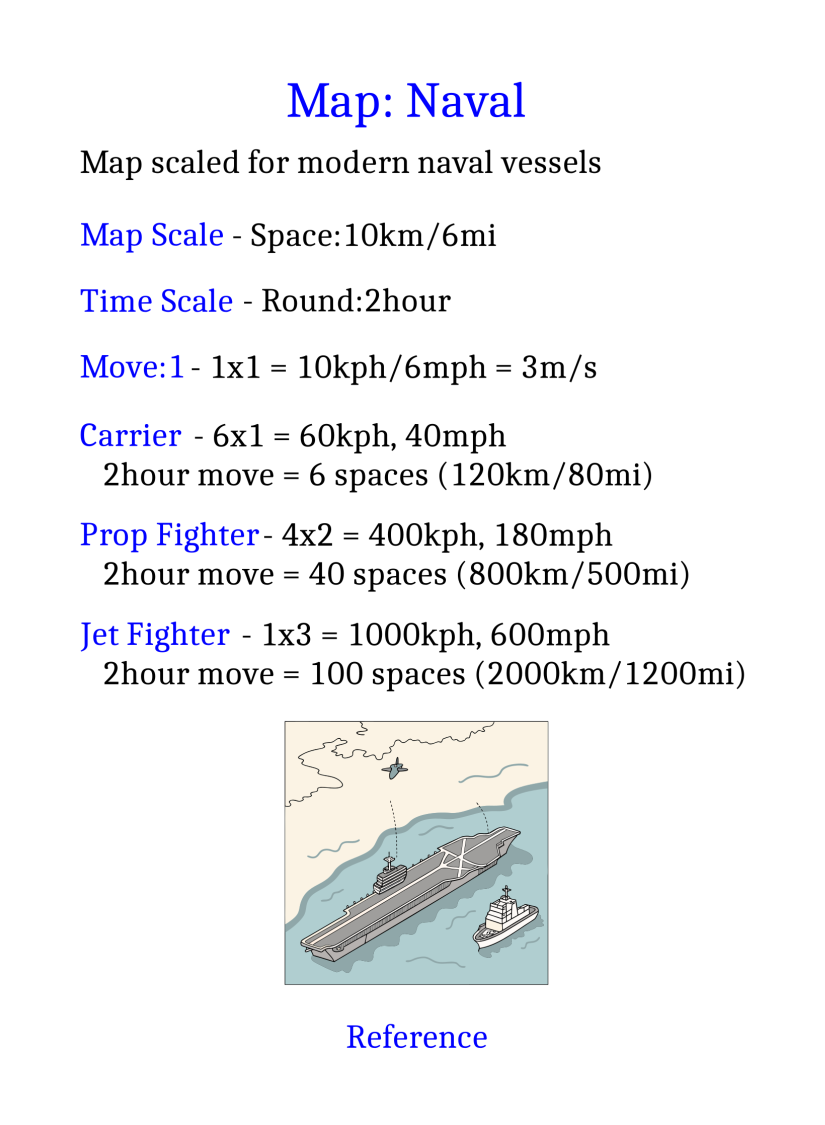 Map: Naval
Map scaled for modern naval vessels
Map Scale - Space:10km/6mi
Time Scale - Round:2hour
Move:1 - 1x1 = 10kph/6mph = 3m/s
Carrier - 6x1 = 60kph, 40mph
2hour move = 6 spaces (120km/80mi)
Prop Fighter - 4x2 = 400kph, 180mph
2hour move = 40 spaces (800km/500mi)
Jet Fighter - 1x3 = 1000kph, 600mph
2hour move = 100 spaces (2000km/1200mi)
Reference